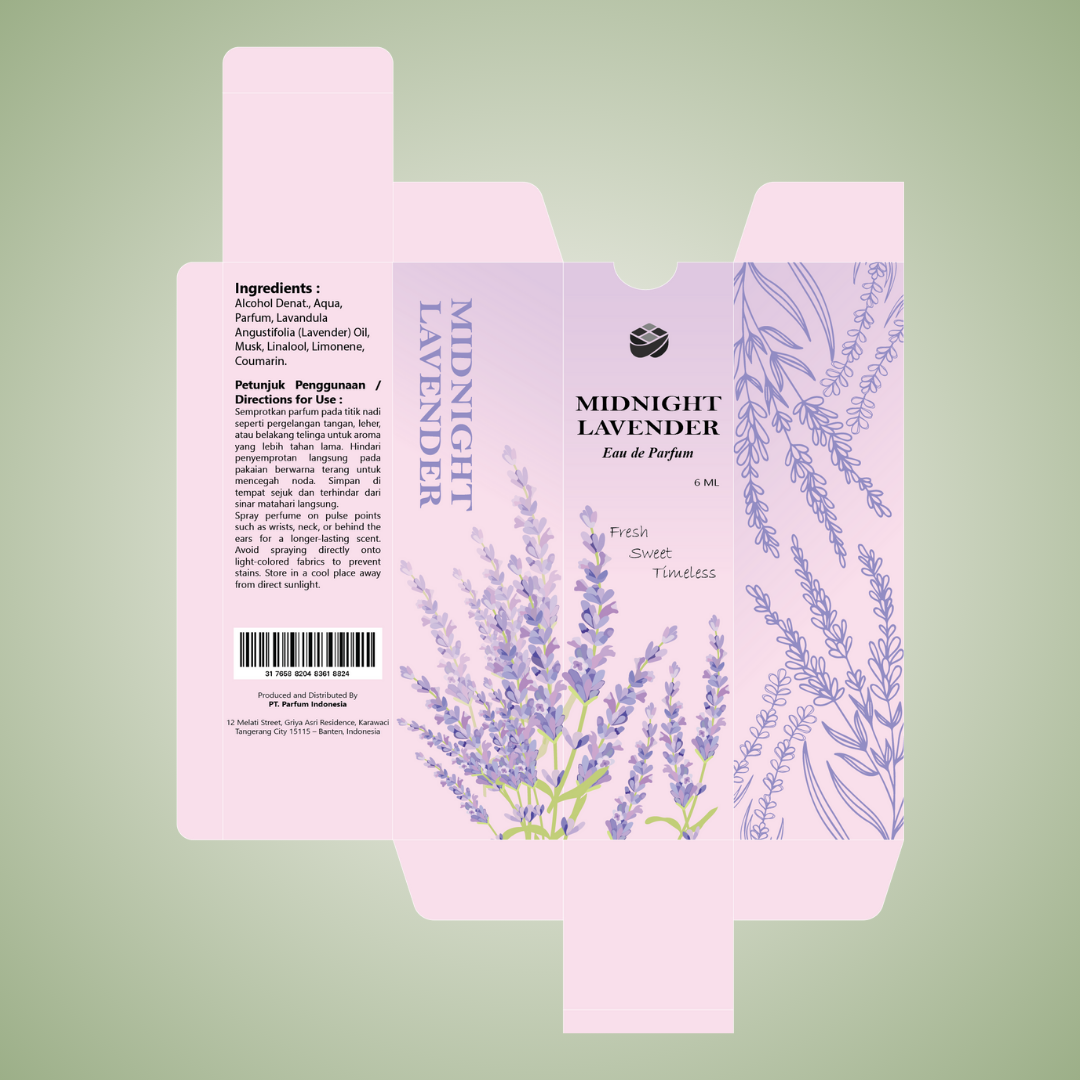 Ingredients :
Alcohol Denat., Aqua,
Parfum, Lavandula
Angustifolia (Lavender) Oil,
Musk, Linalool, Limonene,
Coumarin.
Petunjuk Penggunaan /
Directions for Use :
Semprotkan parfum pada titik nadi
seperti pergelangan tangan, leher,
atau belakang telinga untuk aroma
yang lebih tahan lama. Hindari
penyemprotan langsung pada
pakaian berwarna terang untuk
mencegah noda. Simpan di
tempat sejuk dan terhindar dari
sinar matahari langsung.
Spray perfume on pulse points
such as wrists, neck, or behind the
ears for a longer-lasting scent.
Avoid spraying directly onto
light-colored fabrics to prevent
stains. Store in a cool place away
from direct sunlight.
31 7658 8204 8361 8824
Produced and Distributed By
PT. Parfum Indonesia
12 Melati Street, Griya Asri Residence, Karawaci
Tangerang City 15115 – Banten, Indonesia
MIDNIGHT
LAVENDER
MIDNIGHT
LAVENDER
Eau de Parfum
6 ML
Fresh
Sweet
Timeless